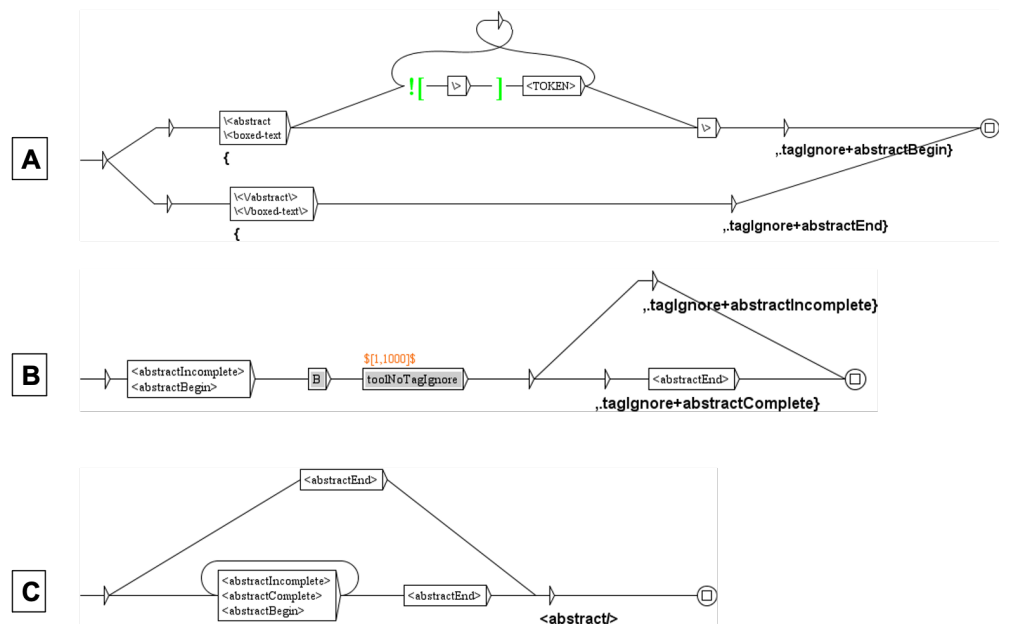 A
![
\>
]
<TOKEN>
\<abstract
\<boxed-text
{
\>
,.tagIgnore+abstractBegin}
\<\/abstract\>
\<\/boxed-text\>
{
,.tagIgnore+abstractEnd}
B
,.tagIgnore+abstractIncomplete}
$[1,1000]$
<abstractIncomplete>
<abstractBegin>
B
toolNoTagIgnore
<abstractEnd>
,.tagIgnore+abstractComplete}
C
<abstractEnd>
<abstractIncomplete>
<abstractComplete>
<abstractBegin>
<abstractEnd>
<abstract/>